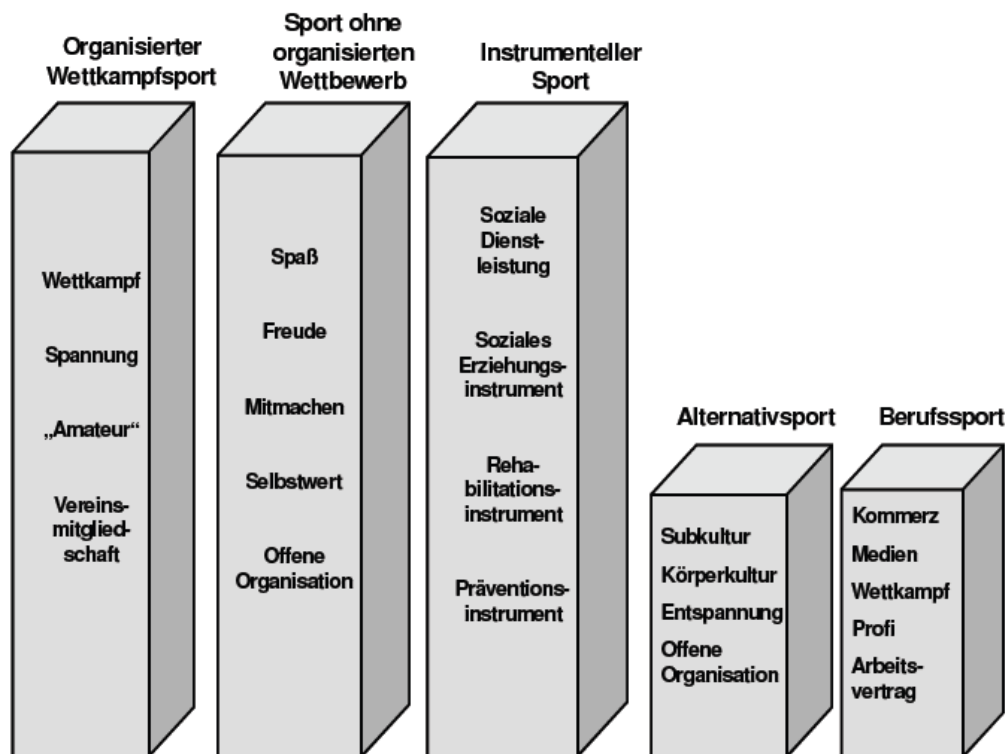 Organisierter
Wettkampfsport
Wettkampf
Spannung
„Amateur“
Vereins-
mitglied-
schaft
Sport ohne
organisierten
Wettbewerb
Spaß
Freude
Mitmachen
Selbstwert
Offene
Organisation
Instrumenteller
Sport
Soziale
Dienst-
leistung
Soziales
Erziehungs-
instrument
Reha-
bilitations-
instrument
Präventions-
instrument
Alternativsport
Subkultur
Körperkultur
Entspannung
Offene
Organisation
Berufssport
Kommerz
Medien
Wettkampf
Profi
Arbeits-
vertrag